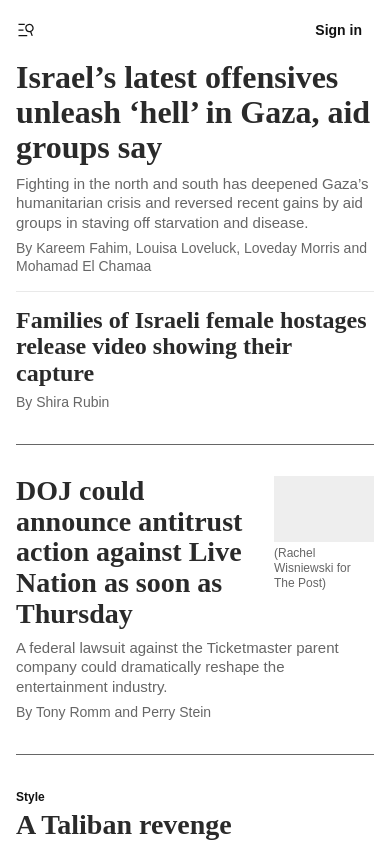 Sign in
Israel’s latest offensives
unleash ‘hell’ in Gaza, aid
groups say
Fighting in the north and south has deepened Gaza’s
humanitarian crisis and reversed recent gains by aid
groups in staving off starvation and disease.
By Kareem Fahim, Louisa Loveluck, Loveday Morris and
Mohamad El Chamaa
Families of Israeli female hostages
release video showing their
capture
By Shira Rubin
DOJ could
announce antitrust
action against Live
Nation as soon as
Thursday
(Rachel
Wisniewski for
The Post)
A federal lawsuit against the Ticketmaster parent
company could dramatically reshape the
entertainment industry.
By Tony Romm and Perry Stein
Style
A Taliban revenge